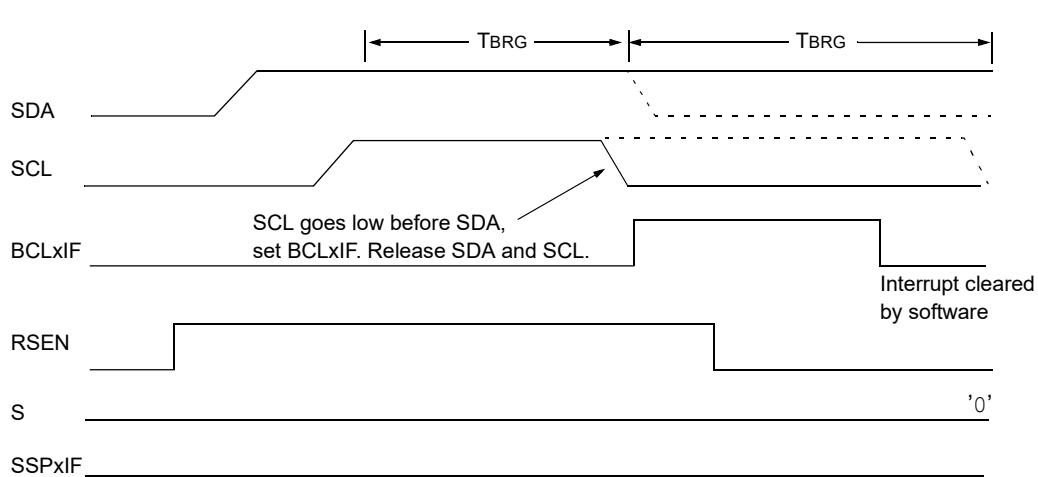 TBRG
TBRG
SDA
SCL
SCL goes low before SDA,
set BCLxIF. Release SDA and SCL.
BCLxIF
Interrupt cleared
by software
RSEN
S
'0'
SSPxIF